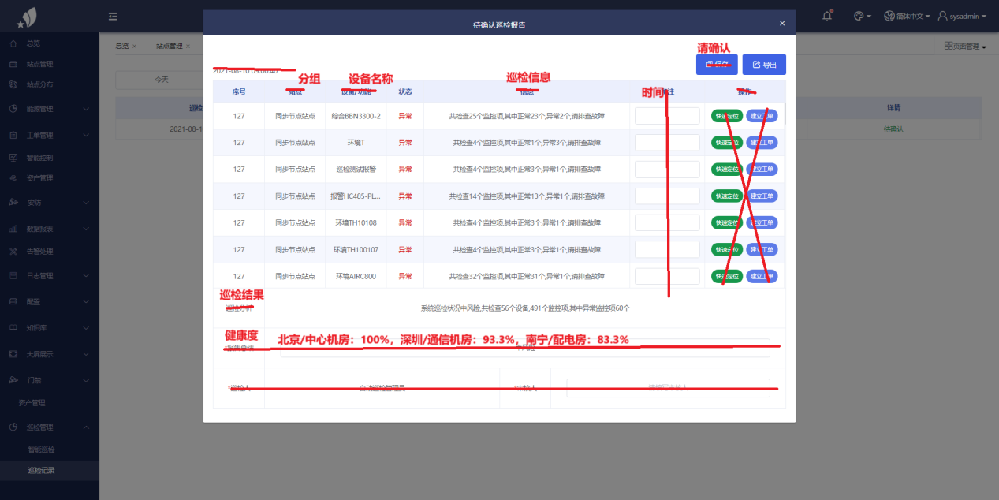 待确认巡检报告
简体中文
sysadmin
总览
站点管理
站点分布
能源管理
工单管理
智能控制
资产管理
安防
数据报表
告警处理
日志管理
配置
知识库
大屏展示
门禁
资产管理
巡检管理
智能巡检
巡检记录
总览 × 站点管理 ×
页面管理
今天
详情
2021-08-1
待确认
请确认
导出
分组 设备名称 巡检信息
时间
序号 站点 设备/功能 状态 信息 注 操作
127 同步节点站点 综合BBN3300-2 异常 共检查25个监控项,其中正常23个,异常2个,请排查故障 快速定位 建立工单
127 同步节点站点 环境T 异常 共检查4个监控项,其中正常1个,异常3个,请排查故障 快速定位 建立工单
127 同步节点站点 巡检测试报警 异常 共检查4个监控项,其中正常3个,异常1个,请排查故障 快速定位 建立工单
127 同步节点站点 报警HC485-PL... 异常 共检查14个监控项,其中正常13个,异常1个,请排查故障 快速定位 建立工单
127 同步节点站点 环境TH10108 异常 共检查4个监控项,其中正常3个,异常1个,请排查故障 快速定位 建立工单
127 同步节点站点 环境TH100107 异常 共检查4个监控项,其中正常3个,异常1个,请排查故障 快速定位 建立工单
127 同步节点站点 环境AIRC800 异常 共检查32个监控项,其中正常31个,异常1个,请排查故障 快速定位 建立工单
巡检结果
巡检分析 系统巡检状况中风险,共检查56个设备,491个监控项,其中异常监控项60个
健康度
北京/中心机房：100%，深圳/通信机房：93.3%，南宁/配电房：83.3%
*巡检人 自动巡检管理员 *审核人